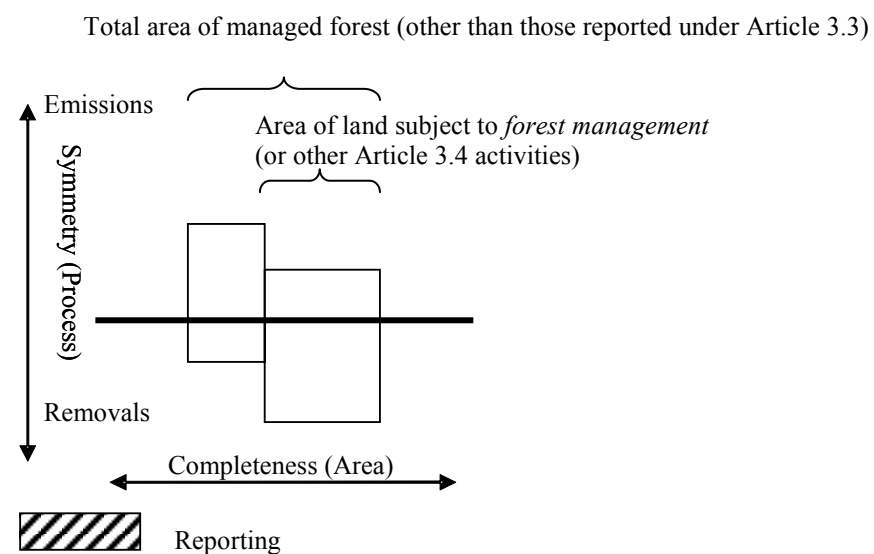 Total area of managed forest (other than those reported under Article 3.3)
Emissions
Area of land subject to forest management
(or other Article 3.4 activities)
Symmetry (Process)
Removals
Completeness (Area)
Reporting